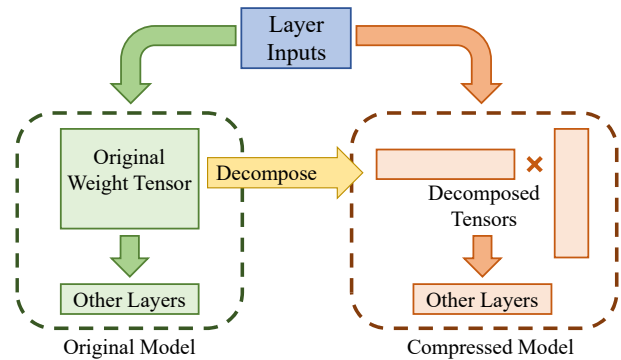 Layer
Inputs
Original
Weight Tensor
Decompose
Decomposed
Tensors
Other Layers
Other Layers
Original Model
Compressed Model